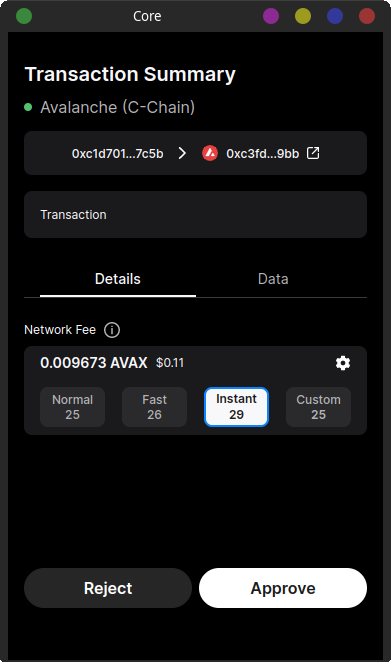 Core
Transaction Summary
Avalanche (C-Chain)
0xc1d701...7c5b 0xc3fd...9bb
Transaction
Details Data
Network Fee
0.009673 AVAX $0.11
Normal Fast Instant Custom
25 26 29 25
Reject Approve